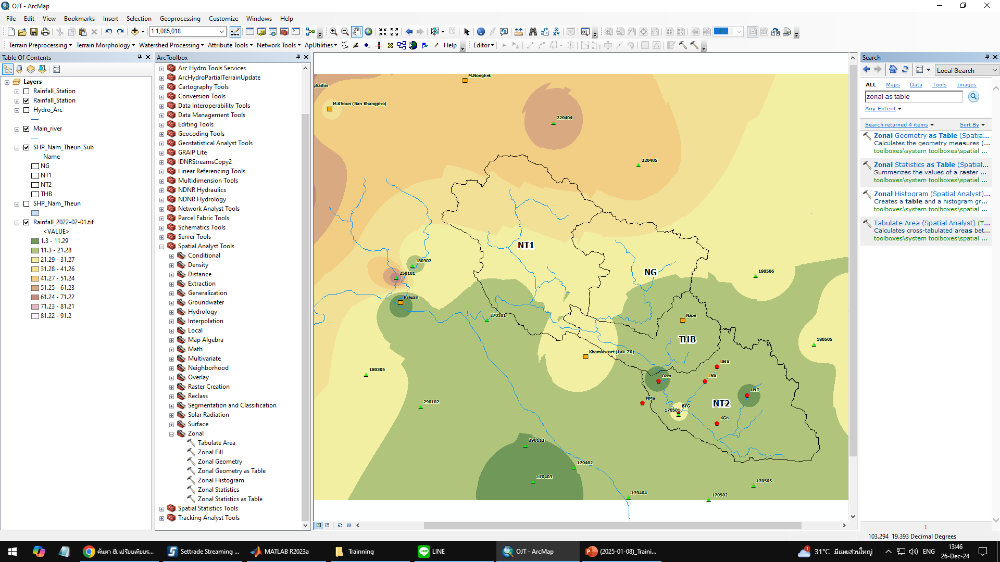 OJT - ArcMap
File Edit View Bookmarks Insert Selection Geoprocessing Customize Windows Help
1:1,085,018
100%
Terrain Preprocessing Terrain Morphology Watershed Processing Attribute Tools Network Tools ApUtilities Help Editor
Table Of Contents
Layers
Rainfall_Station
Rainfall_Station
Hydro_Arc
Main_river
SHP_Nam_Theun_Sub
Name
NG
NT1
NT2
THB
SHP_Nam_Theun
Rainfall_2022-02-01.tif
<VALUE>
1.3 - 11.29
11.3 - 21.28
21.29 - 31.27
31.28 - 41.26
41.27 - 51.24
51.25 - 61.23
61.24 - 71.22
71.23 - 81.21
81.22 - 91.2
ArcToolbox
Arc Hydro Tools Services
ArcHydroPartialTerrainUpdate
Cartography Tools
Conversion Tools
Data Interoperability Tools
Data Management Tools
Editing Tools
Geocoding Tools
Geostatistical Analyst Tools
GRAIP Lite
IDNRStreamsCopy2
Linear Referencing Tools
Multidimension Tools
NDNR Hydraulics
NDNR Hydrology
Network Analyst Tools
Parcel Fabric Tools
Schematics Tools
Server Tools
Spatial Analyst Tools
Conditional
Density
Distance
Extraction
Generalization
Groundwater
Hydrology
Interpolation
Local
Map Algebra
Math
Multivariate
Neighborhood
Overlay
Raster Creation
Reclass
Segmentation and Classification
Solar Radiation
Surface
Zonal
Tabulate Area
Zonal Fill
Zonal Geometry
Zonal Geometry as Table
Zonal Histogram
Zonal Statistics
Zonal Statistics as Table
Spatial Statistics Tools
Tracking Analyst Tools
M.Nonghet
ghaihin
M.Khoun (Ban Khangpho)
220404
220405
NT1
180307
250101
NG
180506
Paksan
270101
Nape
THB
180505
Khamkheart (Lak-20)
UNX
180305
Dam
LNX
UNT
NMa
290102
BTG
NT2
170501
KGn
290113
170402
170403
170505
170404
170502
Search
Local Search
ALL Maps Data Tools Images
zonal as table
Any Extent
Search returned 4 items Sort By
Zonal Geometry as Table (Spatia...
Calculates the geometry measures (...
toolboxes\system toolboxes\spatial ...
Zonal Statistics as Table (Spatial...
Summarizes the values of a raster ...
toolboxes\system toolboxes\spatial ...
Zonal Histogram (Spatial Analyst)...
Creates a table and a histogram gr...
toolboxes\system toolboxes\spatial ...
Tabulate Area (Spatial Analyst) (T...
Calculates cross-tabulated areas bet...
toolboxes\system toolboxes\spatial ...
1
103.294 19.393 Decimal Degrees
ค้นหา & เปรียบเทียบร...
Settrade Streaming ...
MATLAB R2023a
Trainning
LINE
OJT - ArcMap
(2025-01-08)_Traini...
1
31°C มีเมฆส่วนใหญ่
ENG
13:46
26-Dec-24